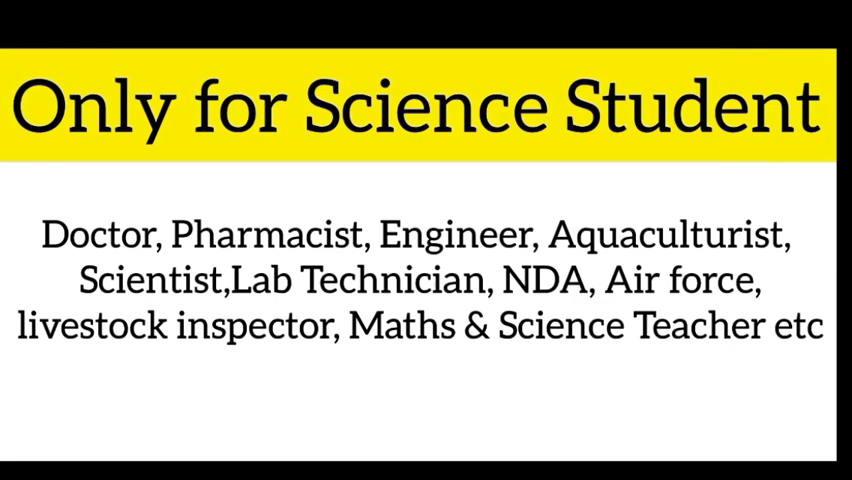 Only for Science Student
Doctor, Pharmacist, Engineer, Aquaculturist,
Scientist,Lab Technician, NDA, Air force,
livestock inspector, Maths & Science Teacher etc